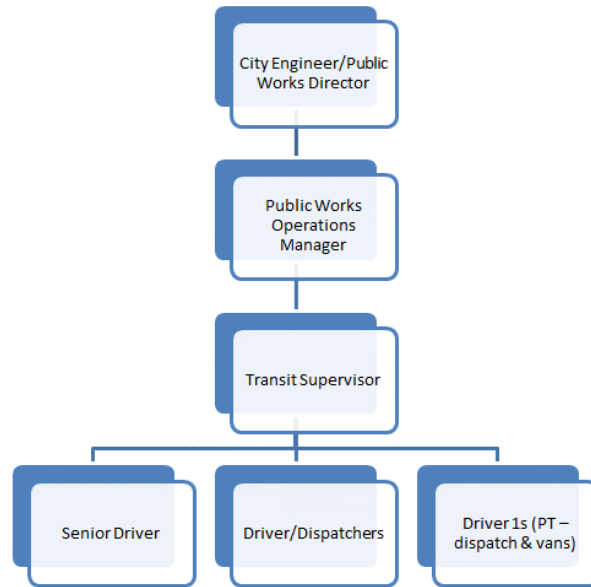 City Engineer/Public
Works Director
Public Works
Operations
Manager
Transit Supervisor
Senior Driver
Driver/Dispatchers
Driver 1s (PT –
dispatch & vans)